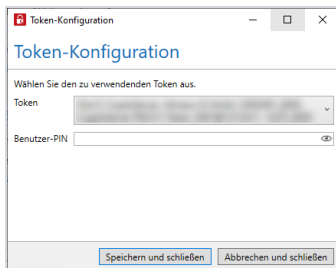 Token-Konfiguration
Token-Konfiguration
Wählen Sie den zu verwendenden Token aus.
Token
Benutzer-PIN
Speichern und schließen
Abbrechen und schließen